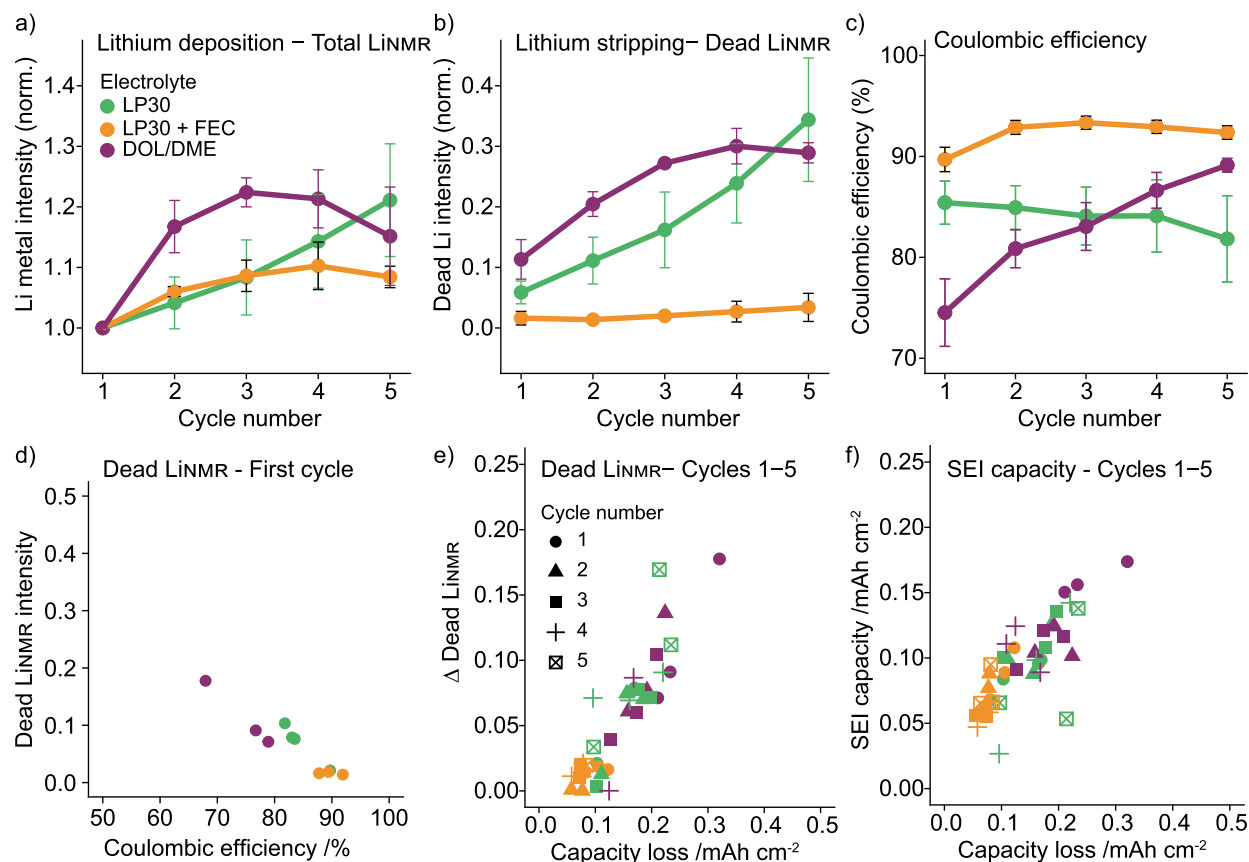 a) Lithium deposition – Total LiNMR
Li metal intensity (norm.)
1.4
1.3
1.2
1.1
1.0
Electrolyte
LP30
LP30 + FEC
DOL/DME
1 2 3 4 5
Cycle number
b) Lithium stripping– Dead LiNMR
Dead Li intensity (norm.)
0.4
0.3
0.2
0.1
0.0
1 2 3 4 5
Cycle number
c) Coulombic efficiency
Coulombic efficiency (%)
100
90
80
70
1 2 3 4 5
Cycle number
d) Dead LiNMR - First cycle
Dead LiNMR intensity
0.5
0.4
0.3
0.2
0.1
0.0
50 60 70 80 90 100
Coulombic efficiency /%
e) Dead LiNMR– Cycles 1–5
Δ Dead LiNMR
0.25
0.20
0.15
0.10
0.05
0.00
Cycle number
1
2
3
4
5
0.0 0.1 0.2 0.3 0.4 0.5
Capacity loss /mAh cm-2
f) SEI capacity - Cycles 1–5
SEI capacity /mAh cm-2
0.25
0.20
0.15
0.10
0.05
0.00
0.0 0.1 0.2 0.3 0.4 0.5
Capacity loss /mAh cm-2